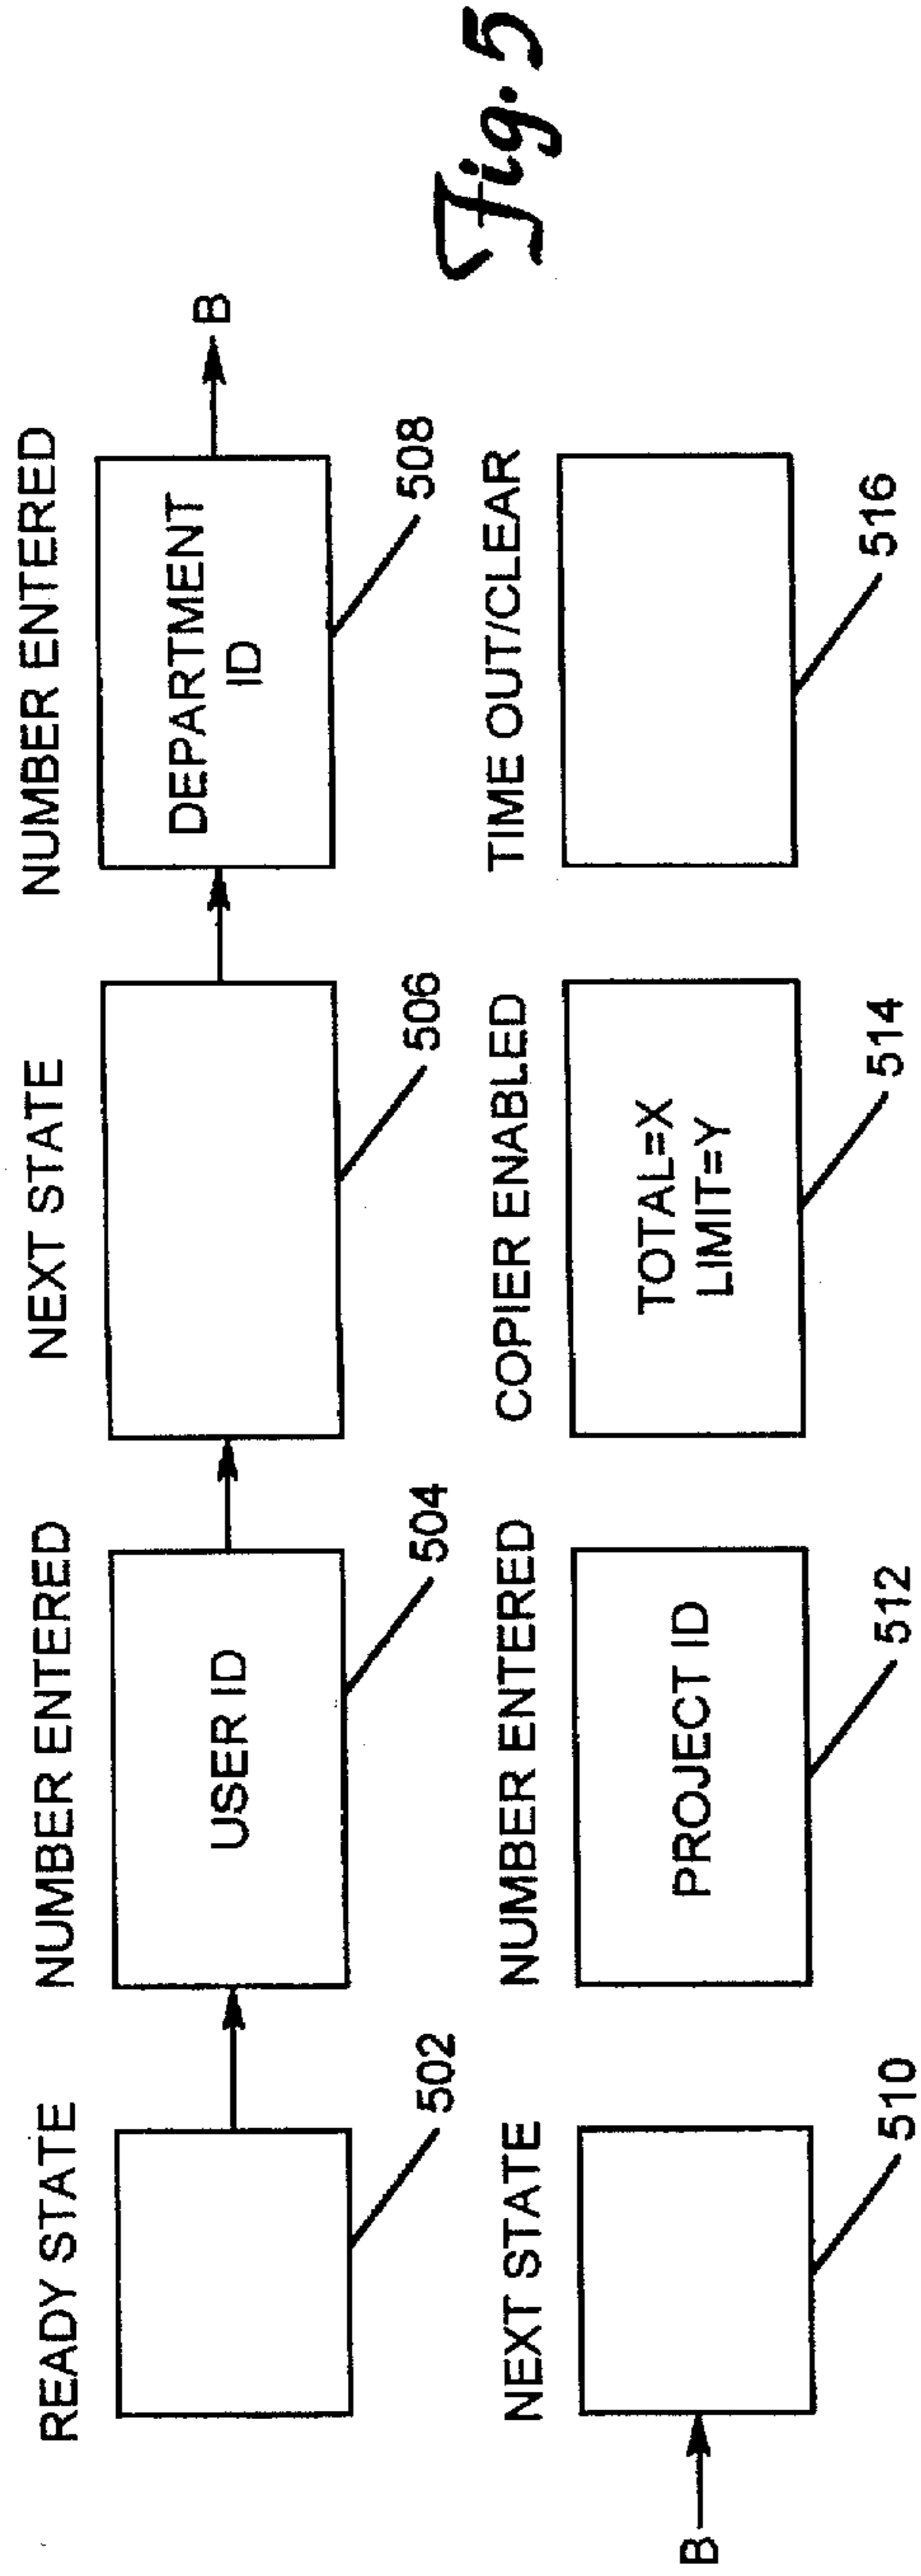 READY STATE
NUMBER ENTERED
NEXT STATE
NUMBER ENTERED
USER ID
DEPARTMENT
ID
B
502
504
506
508
NEXT STATE
NUMBER ENTERED
COPIER ENABLED
TIME OUT/CLEAR
B
PROJECT ID
TOTAL=X
LIMIT=Y
510
512
514
516
Fig. 5